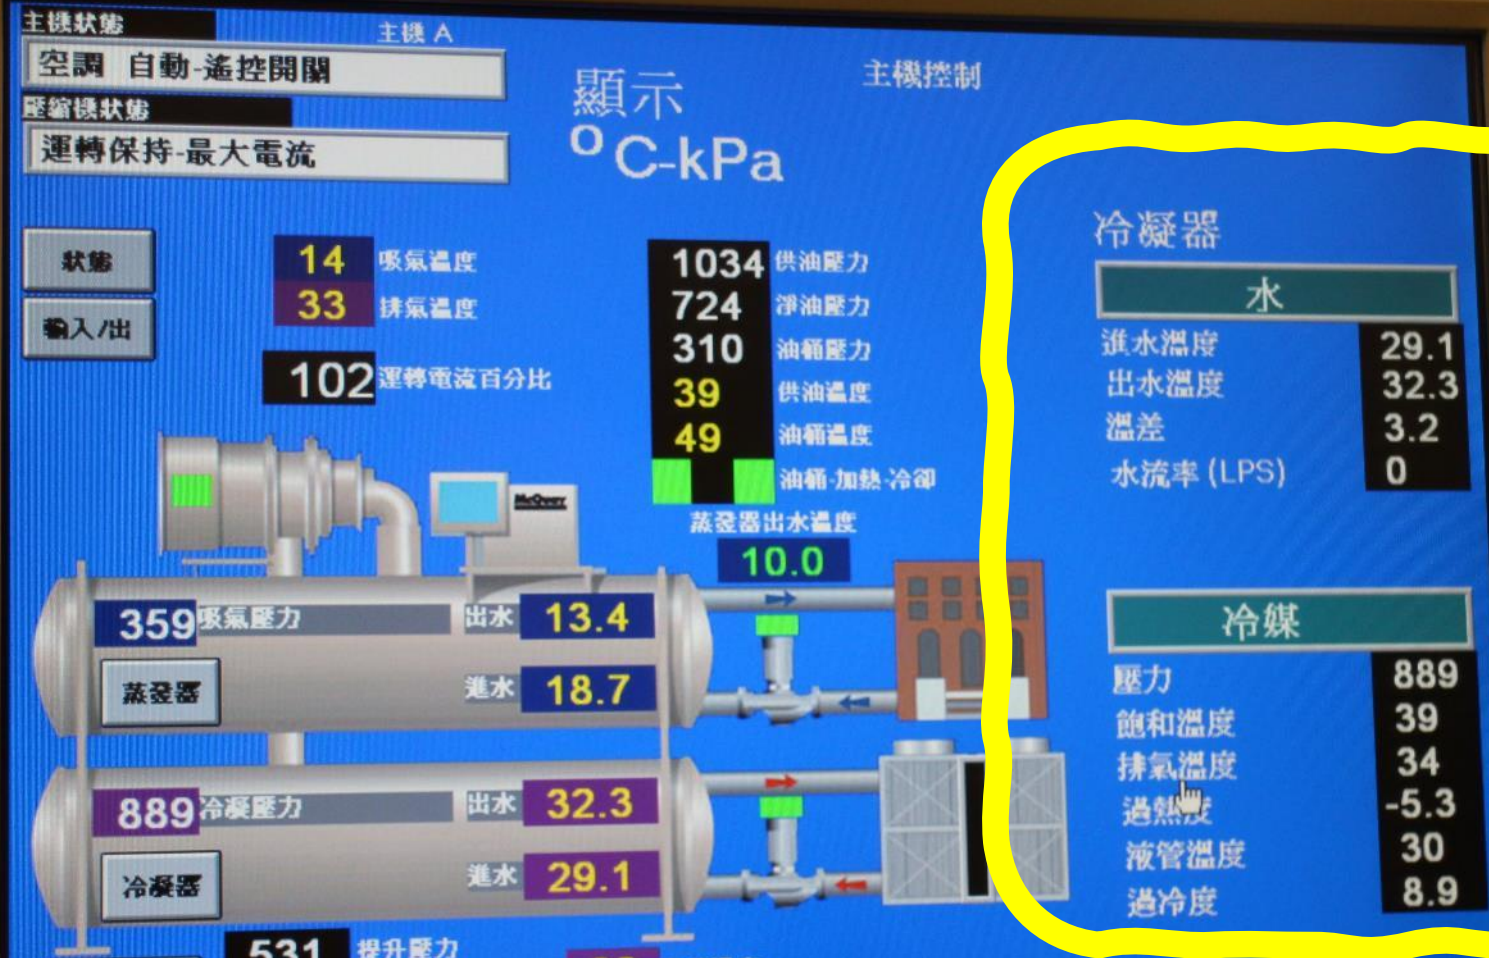 主機狀態
主機 A
空調 自動-遙控開關
壓縮機狀態
運轉保持-最大電流
顯示
°C-kPa
主機控制
狀態
輸入/出
14 吸氣溫度
33 排氣溫度
102 運轉電流百分比
1034 供油壓力
724 淨油壓力
310 油桶壓力
39 供油溫度
49 油桶溫度
油桶-加熱-冷卻
McQuay
蒸發器出水溫度
10.0
359 吸氣壓力
出水 13.4
蒸發器
進水 18.7
889 冷凝壓力
出水 32.3
冷凝器
進水 29.1
531 提升壓力
冷凝器
水
進水溫度 29.1
出水溫度 32.3
溫差 3.2
水流率 (LPS) 0
冷媒
壓力 889
飽和溫度 39
排氣溫度 34
過熱度 -5.3
液管溫度 30
過冷度 8.9